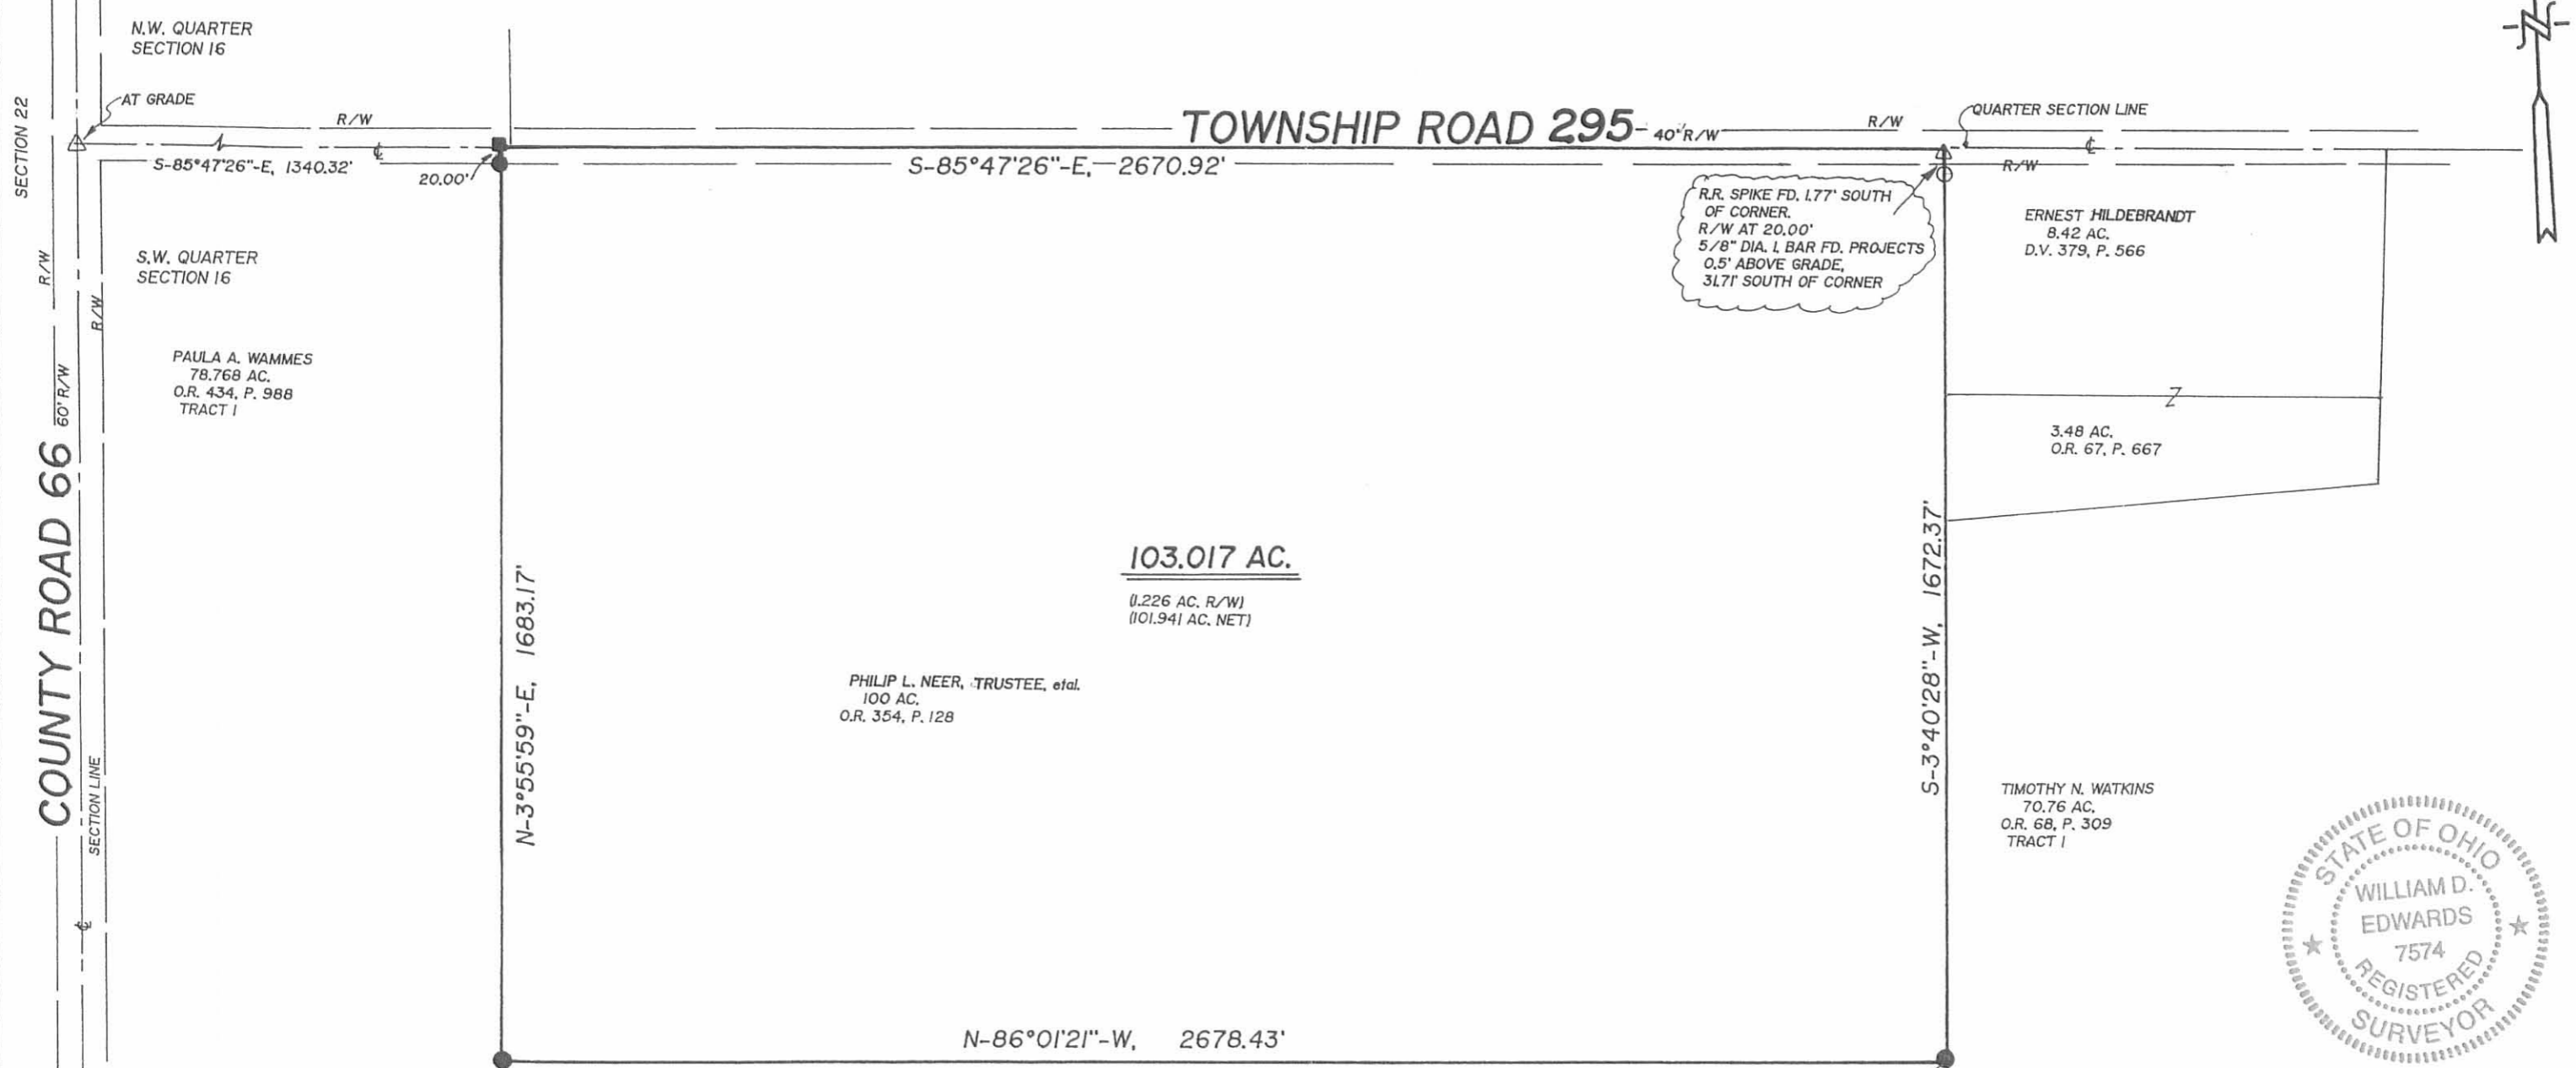 N.W. QUARTER
SECTION 16
SECTION 22
AT GRADE
R/W
TOWNSHIP ROAD 295-40' R/W
R/W
QUARTER SECTION LINE
S-85°47'26"-E, 1340.32'
℄
20.00'
S-85°47'26"-E, 2670.92'
℄
R/W
R.R. SPIKE FD. 1.77' SOUTH
OF CORNER.
R/W AT 20.00'
5/8" DIA. I. BAR FD. PROJECTS
0.5' ABOVE GRADE,
31.71' SOUTH OF CORNER
ERNEST HILDEBRANDT
8.42 AC.
D.V. 379, P. 566
S.W. QUARTER
SECTION 16
R/W
R/W
PAULA A. WAMMES
78.768 AC.
O.R. 434, P. 988
TRACT 1
COUNTY ROAD 66 60' R/W
3.48 AC.
O.R. 67, P. 667
103.017 AC.
(1.226 AC. R/W)
(101.941 AC. NET)
N-3°55'59"-E, 1683.17'
S-3°40'28"-W, 1672.37'
PHILIP L. NEER, TRUSTEE, etal.
100 AC.
O.R. 354, P. 128
SECTION LINE
℄
TIMOTHY N. WATKINS
70.76 AC.
O.R. 68, P. 309
TRACT 1
N-86°01'21"-W, 2678.43'
STATE OF OHIO
WILLIAM D.
EDWARDS
7574
REGISTERED
SURVEYOR